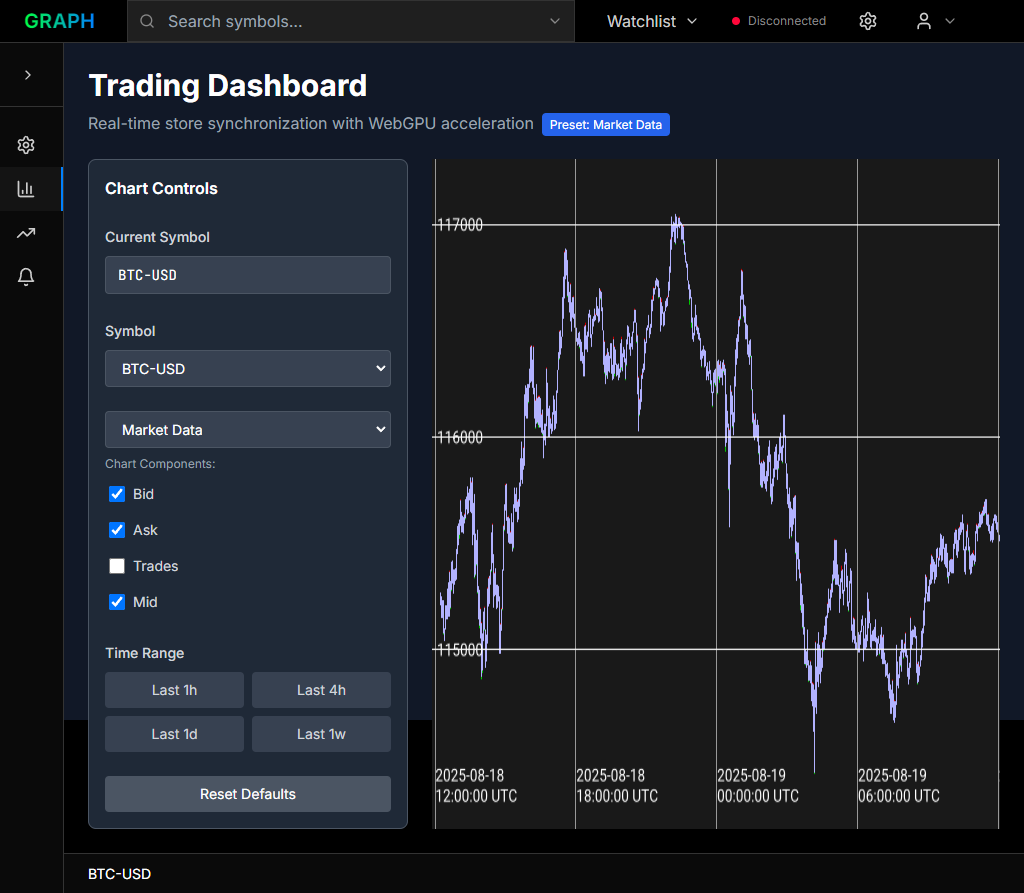 GRAPH
Search symbols...
Watchlist
Disconnected
Trading Dashboard
Real-time store synchronization with WebGPU acceleration
Preset: Market Data
Chart Controls
Current Symbol
BTC-USD
Symbol
BTC-USD
Market Data
Chart Components:
Bid
Ask
Trades
Mid
Time Range
Last 1h
Last 4h
Last 1d
Last 1w
Reset Defaults
117000
116000
115000
2025-08-18
12:00:00 UTC
2025-08-18
18:00:00 UTC
2025-08-19
00:00:00 UTC
2025-08-19
06:00:00 UTC
BTC-USD